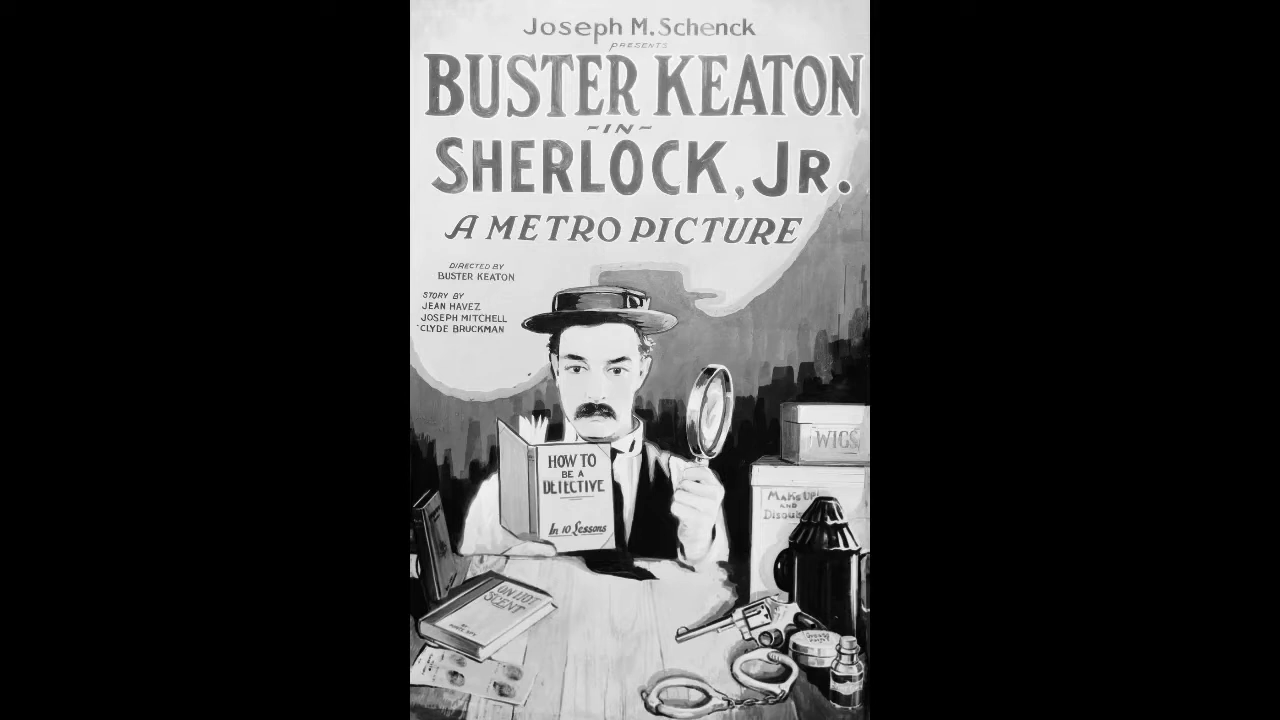 Joseph M. Schenck
PRESENTS
BUSTER KEATON
~IN~
SHERLOCK, JR.
A METRO PICTURE
DIRECTED BY
BUSTER KEATON
STORY BY
JEAN HAVEZ
JOSEPH MITCHELL
CLYDE BRUCKMAN
HOW TO
BE A
DETECTIVE
In 10 Lessons
WIGS
MAKE UP
AND
ON HOT
SCENT
BY